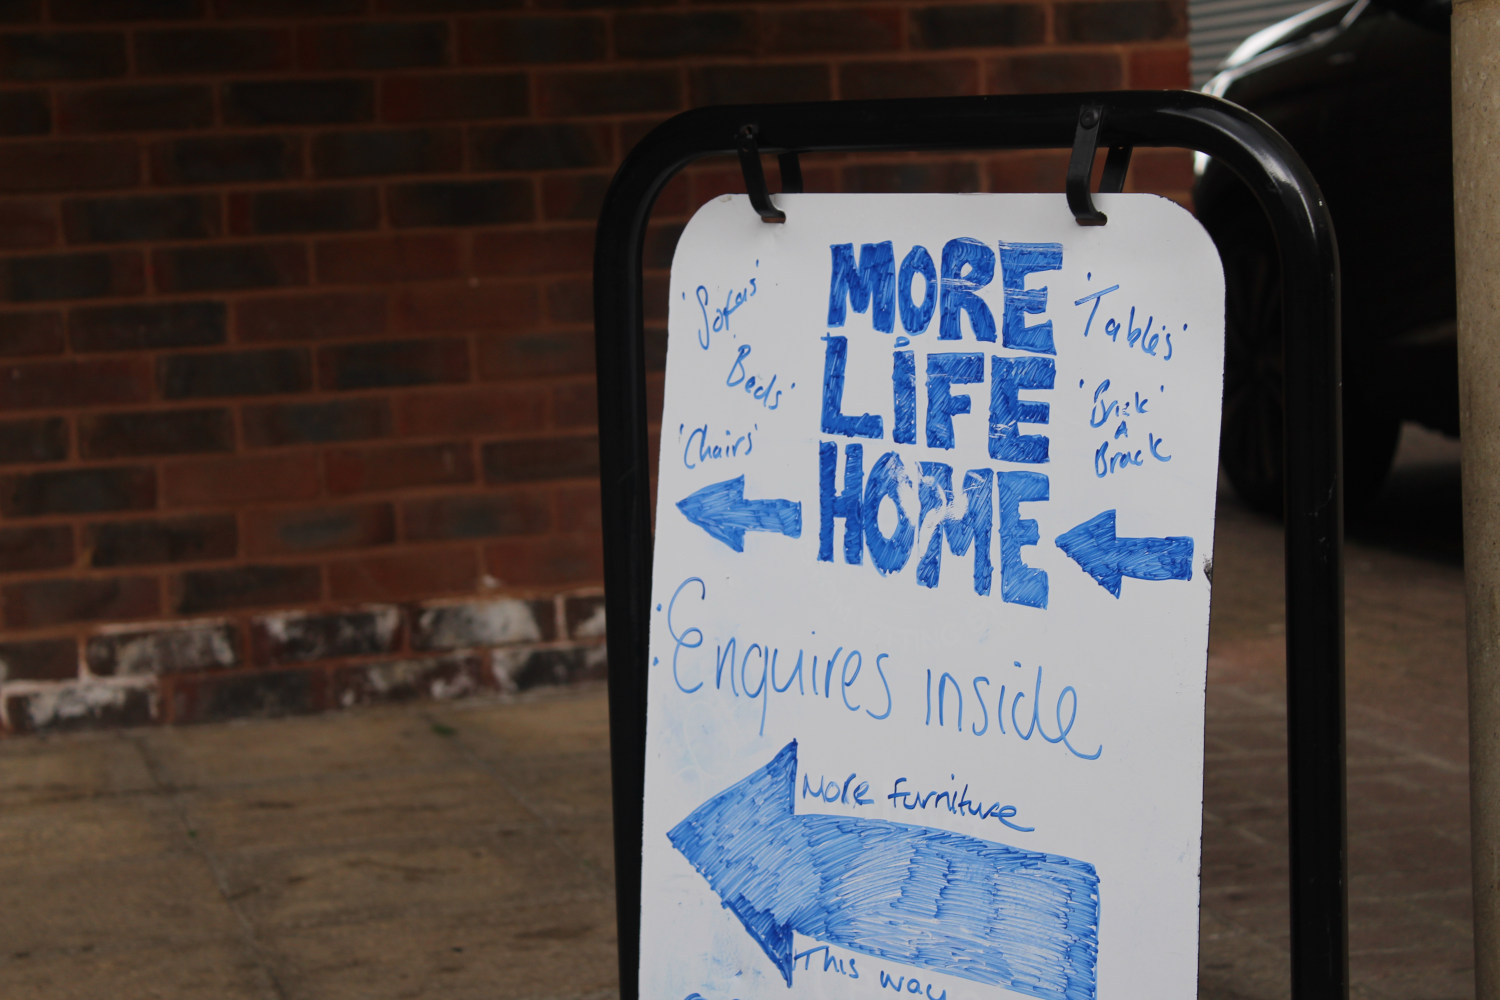 MORE
LIFE
HOME
'Sofas'
Beds'
'Chairs'
'Tables'
'Brick'
A
Brack
Enquires inside
More furniture
This way